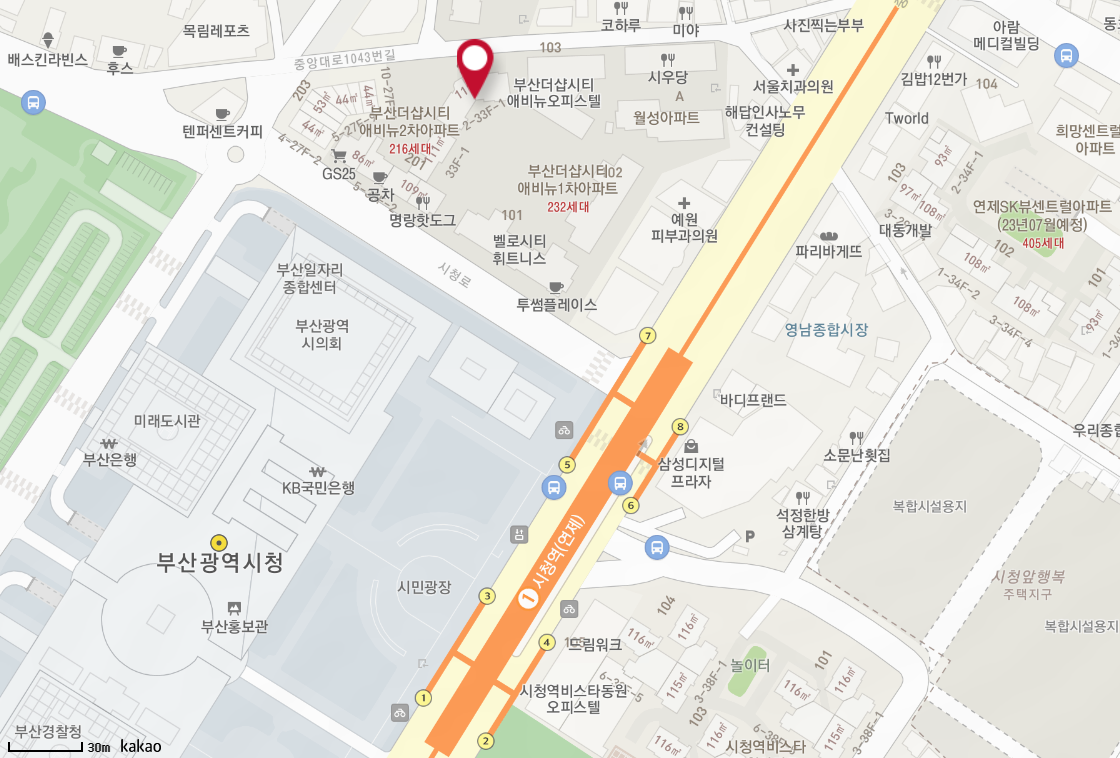 코하루
미야
사진찍는부부
아람
메디컬빌딩
목림레포츠
배스킨라빈스
후스
중앙대로1043번길
103
시우당
A
서울치과의원
김밥12번가
104
203
53㎡
44㎡
44㎡
44㎡
부산더샵시티
애비뉴2차아파트
216세대
부산더샵시티
애비뉴오피스텔
2-33F-1
월성아파트
해답인사노무
컨설팅
Tworld
희망센트럴
아파트
텐퍼센트커피
4-27F-2
86㎡
201
33F-1
GS25
공차
109㎡
명랑핫도그
부산더샵시티
애비뉴1차아파트
232세대
101
벨로시티
휘트니스
예원
피부과의원
103
93㎡
2-34F-1
97㎡
108㎡
대동개발
연제SK뷰센트럴아파트
(23년07월예정)
405세대
102
101
파리바게뜨
108㎡
1-34F-2
108㎡
93㎡
3-34F-4
시청로
투썸플레이스
부산일자리
종합센터
부산광역
시의회
영남종합시장
7
미래도시관
바디프랜드
8
부산은행
KB국민은행
5
삼성디지털
프라자
6
소문난횟집
우리종합
석정한방
삼계탕
P
복합시설용지
1 시청역(연제)
부산광역시청
시민광장
3
부산홍보관
시청앞행복
주택지구
복합시설용지
104
116㎡
116㎡
4
드림워크
놀이터
101
115㎡
3-38F-1
116㎡
116㎡
1
시청역비스타동원
오피스텔
103
116㎡
115㎡
3-38F-1
시청역비스타
2
부산경찰청
30m
kakao